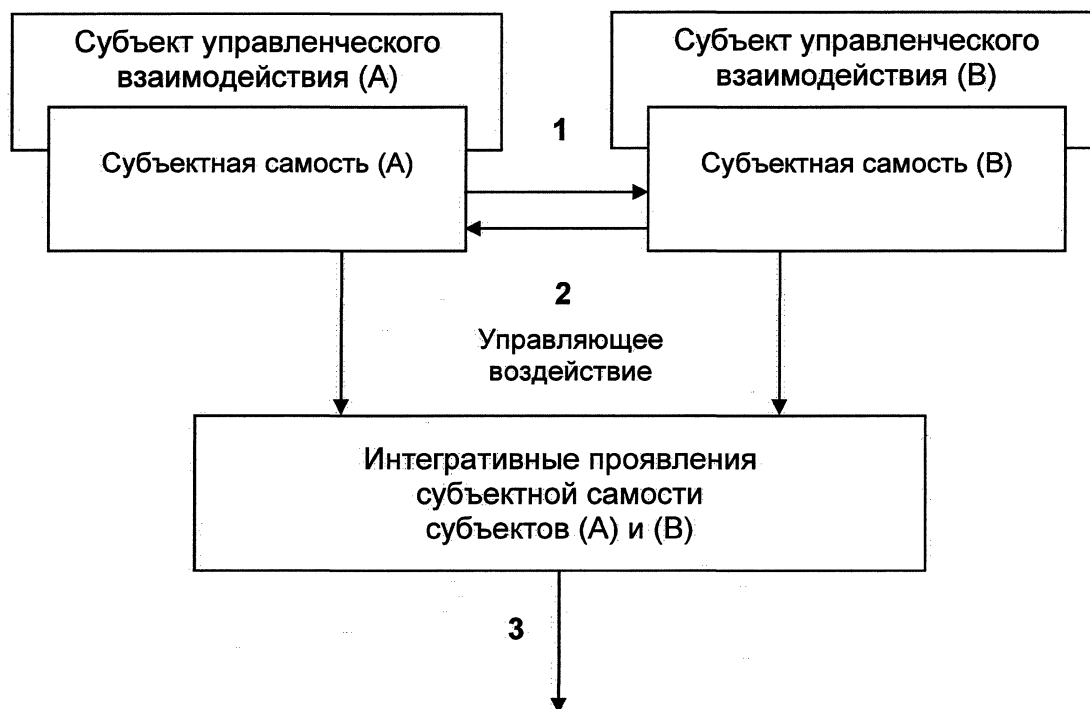 Субъект управленческого
взаимодействия (А)
Субъект управленческого
взаимодействия (В)
1
Субъектная самость (А)
Субъектная самость (В)
2
Управляющее
воздействие
Интегративные проявления
субъектной самости
субъектов (А) и (В)
3